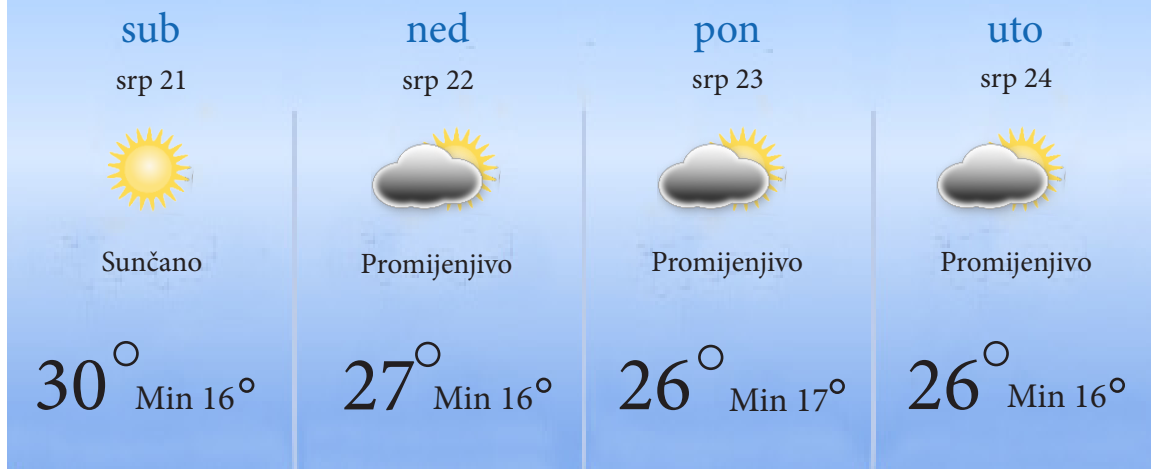 sub
srp 21
Sunčano
30° Min 16°
ned
srp 22
Promijenjivo
27° Min 16°
pon
srp 23
Promijenjivo
26° Min 17°
uto
srp 24
Promijenjivo
26° Min 16°